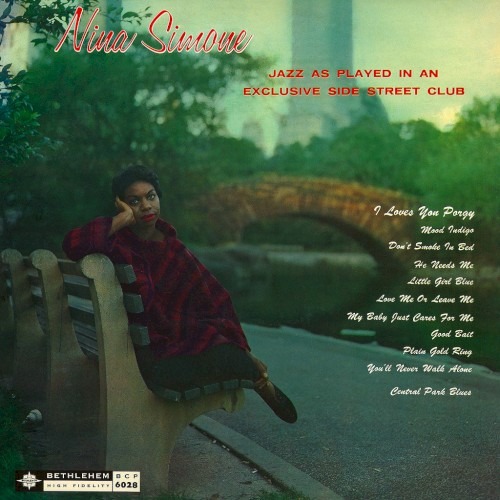 Nina Simone
JAZZ AS PLAYED IN AN
EXCLUSIVE SIDE STREET CLUB
I Loves You Porgy
Mood Indigo
Don't Smoke In Bed
He Needs Me
Little Girl Blue
Love Me Or Leave Me
My Baby Just Cares For Me
Good Bait
Plain Gold Ring
You'll Never Walk Alone
Central Park Blues
BETHLEHEM
HIGH FIDELITY
BCP
6028